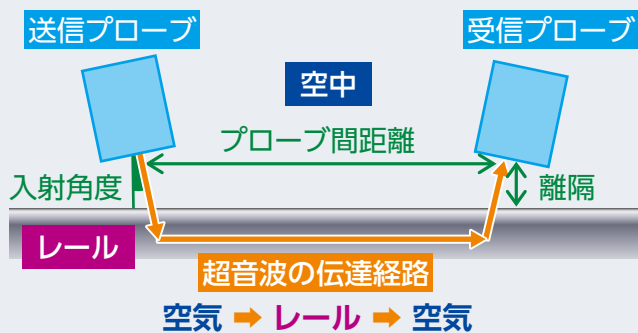 送信プローブ
受信プローブ
空中
プローブ間距離
入射角度
離隔
レール
超音波の伝達経路
空気 ➡ レール ➡ 空気